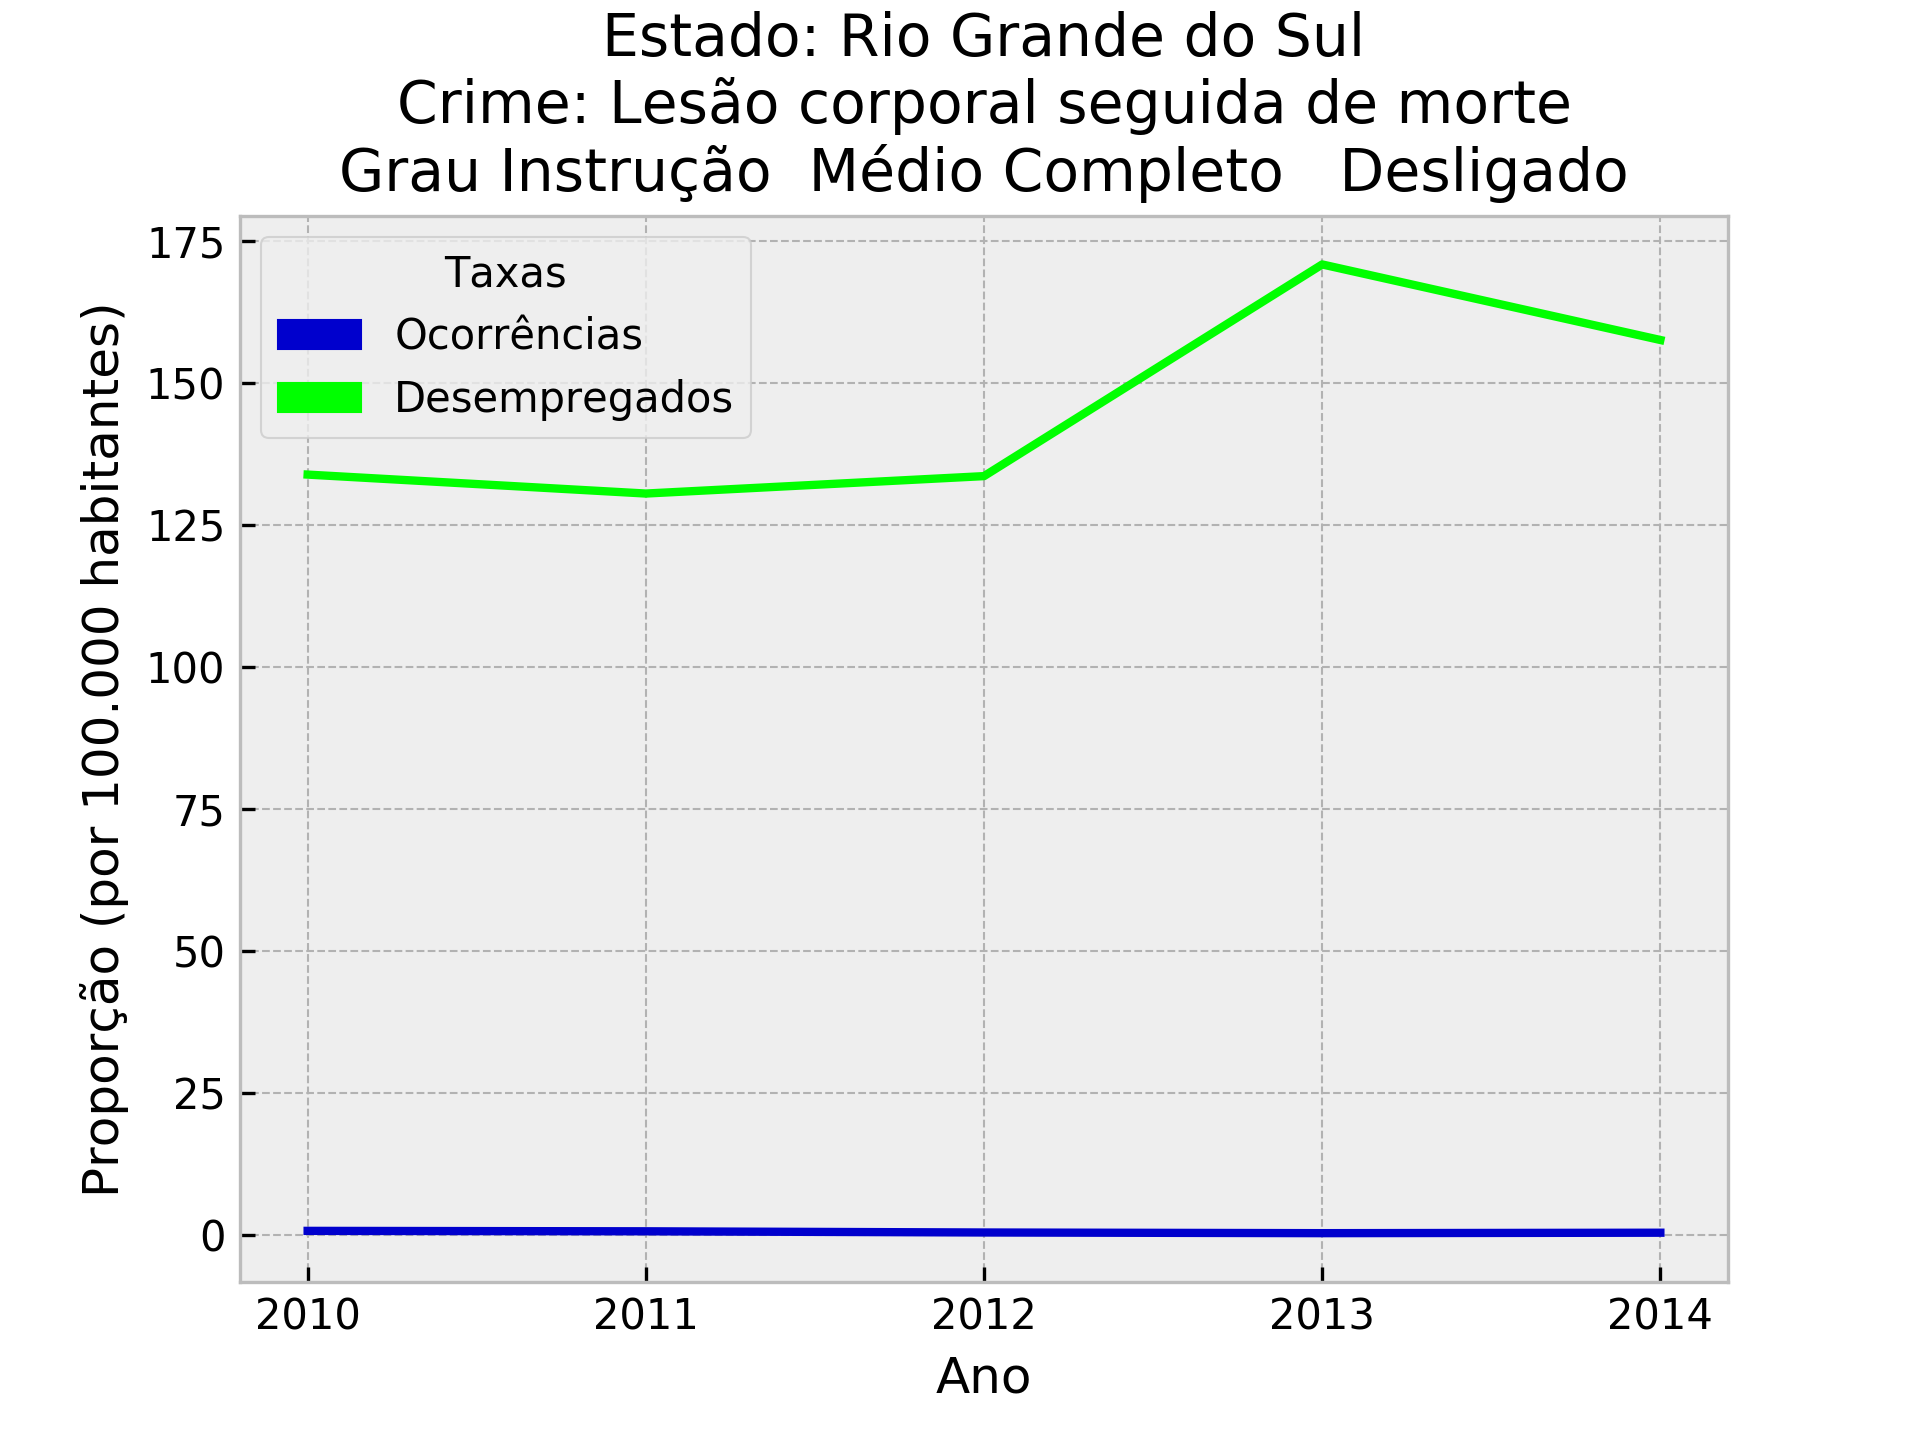 Estado: Rio Grande do Sul
Crime: Lesão corporal seguida de morte
Grau Instrução  Médio Completo   Desligado
Taxas
Ocorrências
Desempregados
Proporção (por 100.000 habitantes)
175
150
125
100
75
50
25
0
2010 2011 2012 2013 2014
Ano